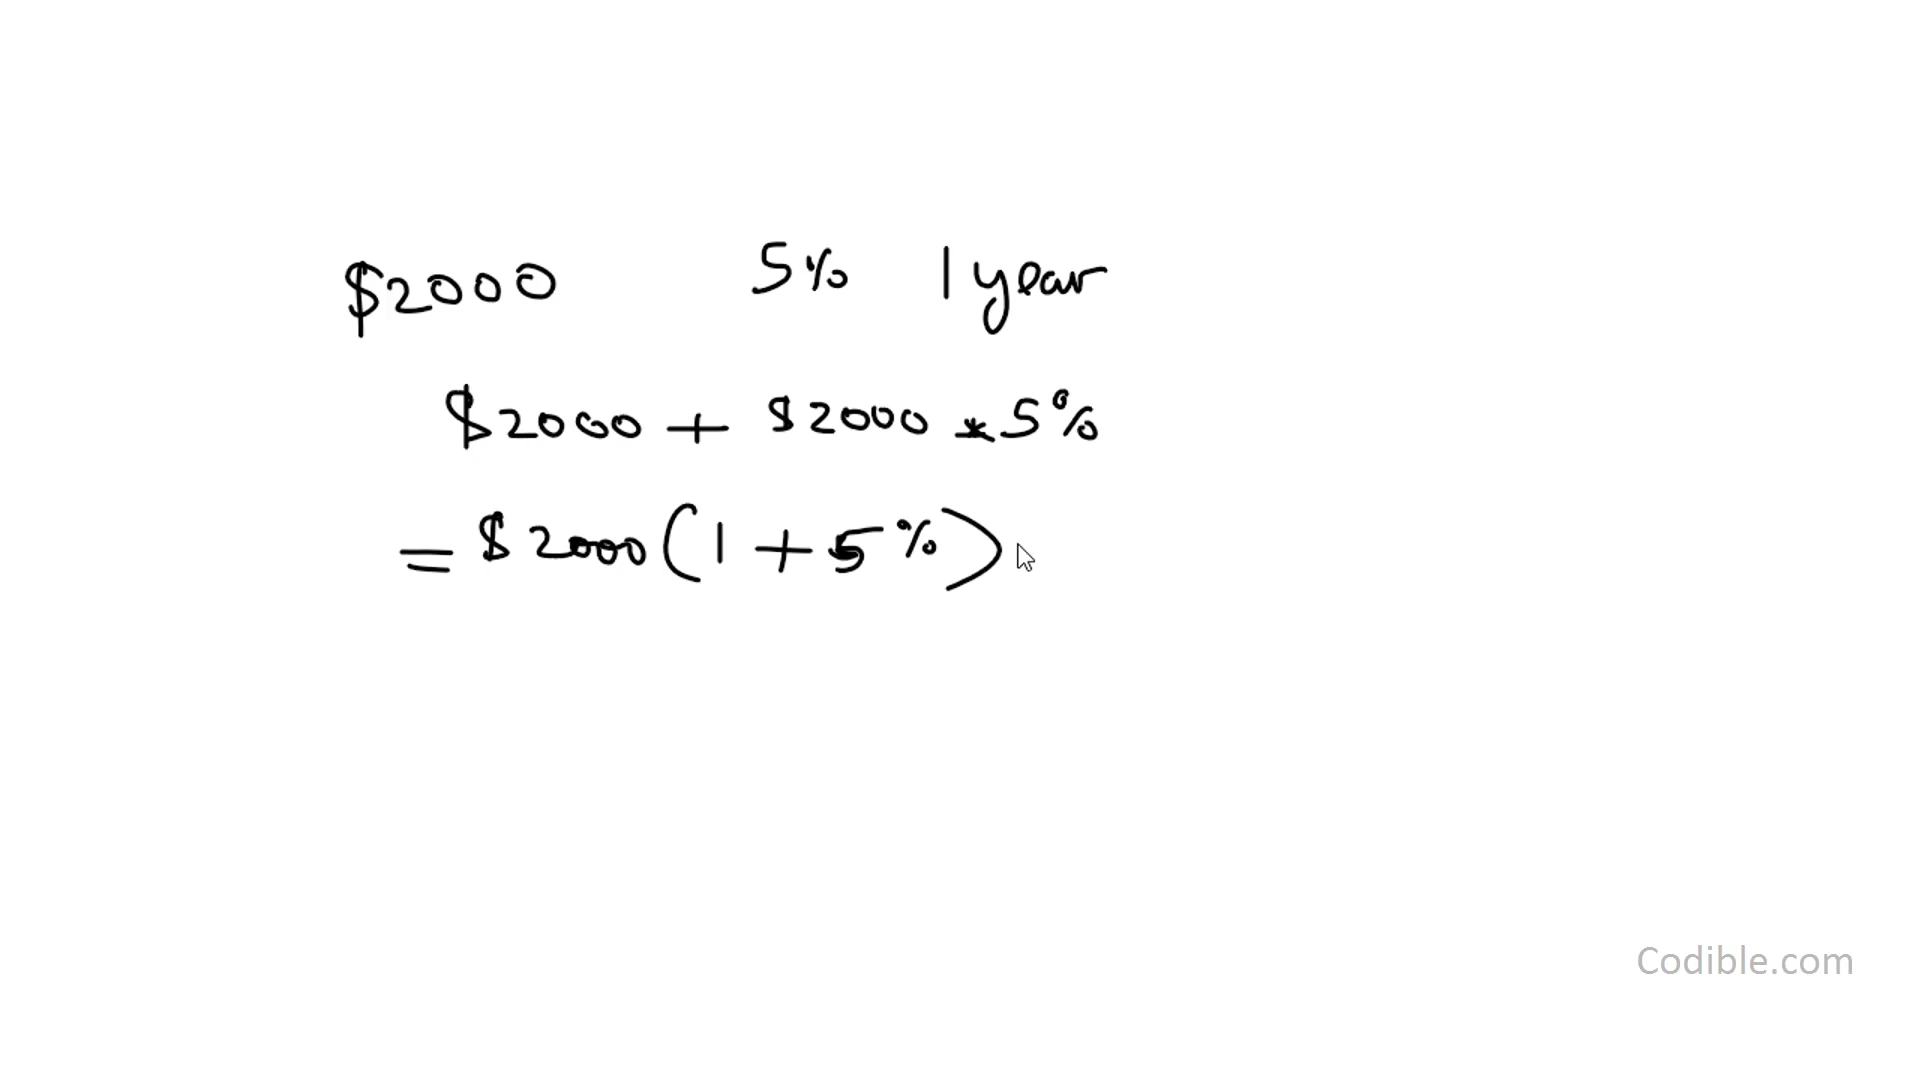 $2000 5% 1 year
$2000 + $2000 * 5%
= $2000 (1 + 5%)
Codible.com